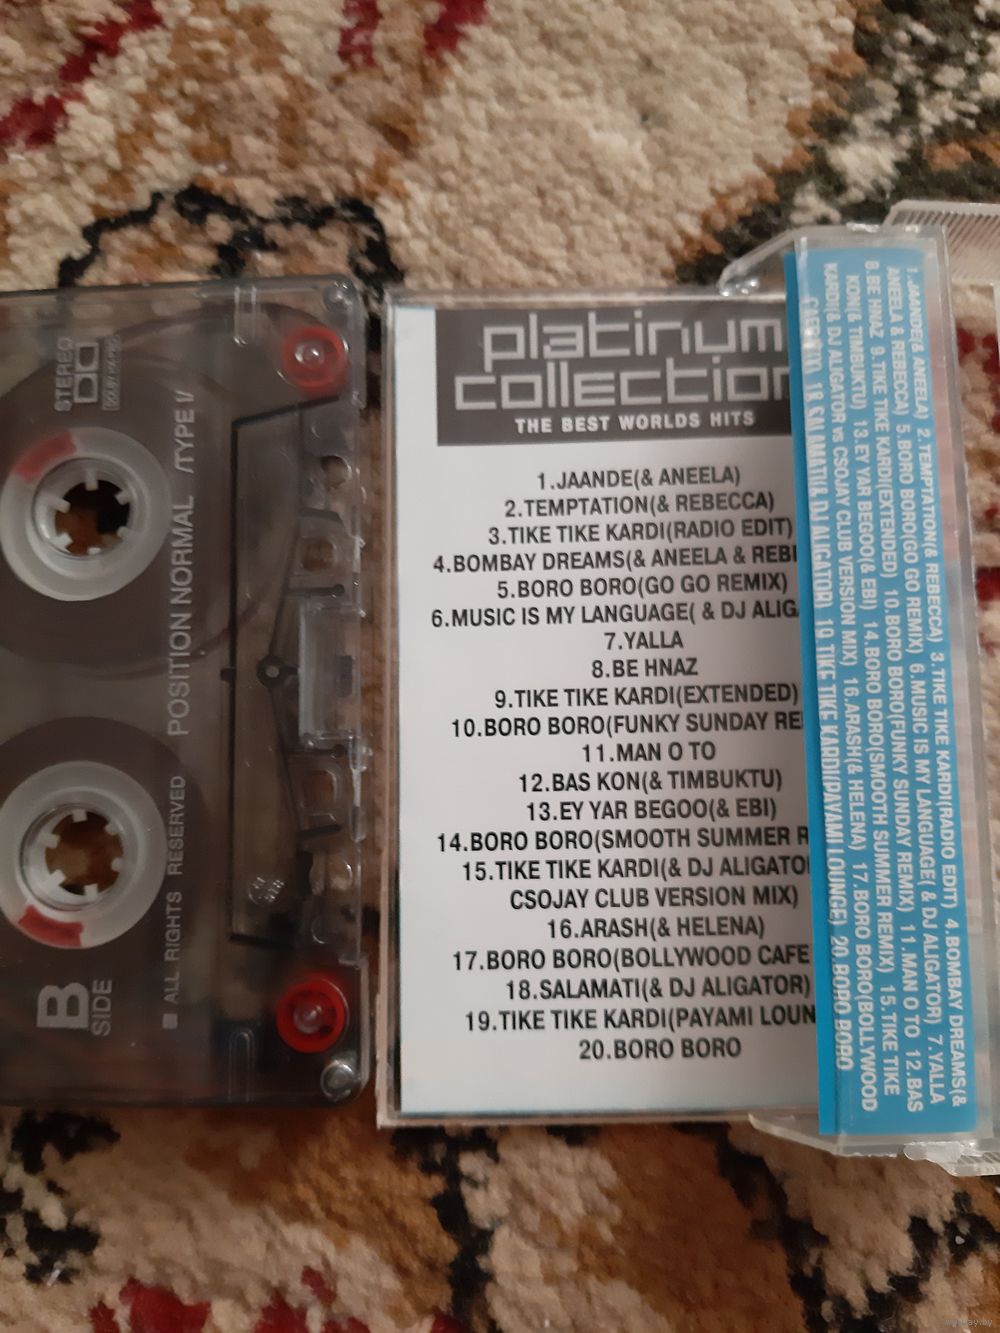 platinum
collection
THE BEST WORLDS HITS
1.JAANDE(& ANEELA)
2.TEMPTATION(& REBECCA)
3.TIKE TIKE KARDI(RADIO EDIT)
4.BOMBAY DREAMS(& ANEELA & REBE
5.BORO BORO(GO GO REMIX)
6.MUSIC IS MY LANGUAGE( & DJ ALIGA
7.YALLA
8.BE HNAZ
9.TIKE TIKE KARDI(EXTENDED)
10.BORO BORO(FUNKY SUNDAY RE
11.MAN O TO
12.BAS KON(& TIMBUKTU)
13.EY YAR BEGOO(& EBI)
14.BORO BORO(SMOOTH SUMMER R
15.TIKE TIKE KARDI(& DJ ALIGATO
CSOJAY CLUB VERSION MIX)
16.ARASH(& HELENA)
17.BORO BORO(BOLLYWOOD CAFE
18.SALAMATI(& DJ ALIGATOR)
19.TIKE TIKE KARDI(PAYAMI LOUN
20.BORO BORO
1.JAANDE(& ANEELA) 2.TEMPTATION(& REBECCA) 3.TIKE TIKE KARDI(RADIO EDIT) 4.BOMBAY DREAMS(&
ANEELA & REBECCA) 5.BORO BORO(GO GO REMIX) 6.MUSIC IS MY LANGUAGE( & DJ ALIGATOR) 7.YALLA
8.BE HNAZ 9.TIKE TIKE KARDI(EXTENDED) 10.BORO BORO(FUNKY SUNDAY REMIX) 11.MAN O TO 12.BAS
KON(& TIMBUKTU) 13.EY YAR BEGOO(& EBI) 14.BORO BORO(SMOOTH SUMMER REMIX) 15.TIKE TIKE
KARDI(& DJ ALIGATOR vs CSOJAY CLUB VERSION MIX) 16.ARASH(& HELENA) 17.BORO BORO(BOLLYWOOD
18.SALAMATI(& DJ ALIGATOR) 19.TIKE TIKE KARDI(PAYAMI LOUNGE) 20.BORO BORO
STEREO
POSITION NORMAL /TYPE I/
ALL RIGHTS RESERVED
B
SIDE